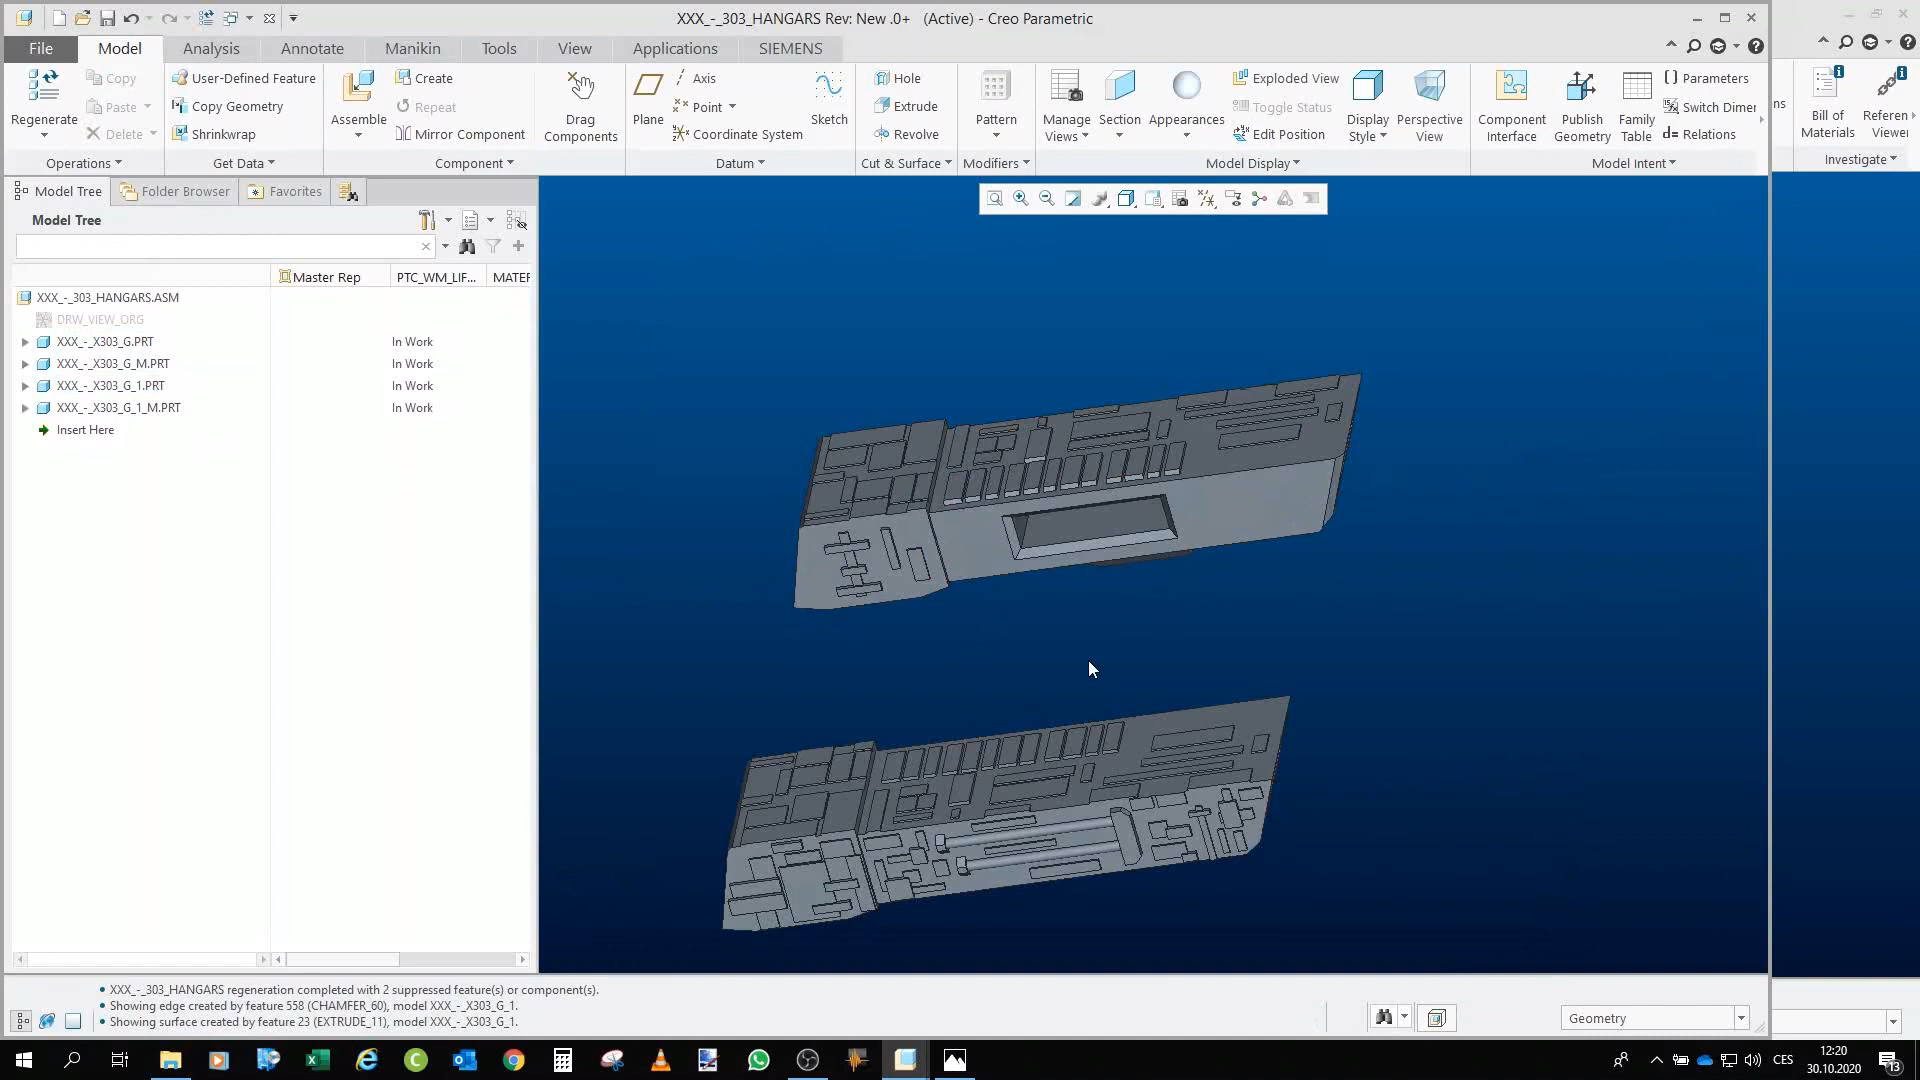 XXX_-_303_HANGARS Rev: New .0+ (Active) - Creo Parametric
File Model Analysis Annotate Manikin Tools View Applications SIEMENS
Regenerate
Copy
Paste
Delete
Operations
User-Defined Feature
Copy Geometry
Shrinkwrap
Get Data
Assemble
Create
Repeat
Mirror Component
Component
Drag
Components
Plane
Axis
Point
Coordinate System
Sketch
Datum
Hole
Extrude
Revolve
Cut & Surface
Pattern
Modifiers
Manage
Views
Section
Appearances
Exploded View
Toggle Status
Edit Position
Display
Style
Perspective
View
Model Display
Component
Interface
Publish
Geometry
Family
Table
Parameters
Switch Dimer
Relations
Model Intent
ns
Bill of
Materials
Referen
Viewer
Investigate
Model Tree Folder Browser Favorites
Model Tree
Master Rep PTC_WM_LIF... MATER
XXX_-_303_HANGARS.ASM
DRW_VIEW_ORG
XXX_-_X303_G.PRT In Work
XXX_-_X303_G_M.PRT In Work
XXX_-_X303_G_1.PRT In Work
XXX_-_X303_G_1_M.PRT In Work
Insert Here
XXX_-_303_HANGARS regeneration completed with 2 suppressed feature(s) or component(s).
Showing edge created by feature 558 (CHAMFER_60), model XXX_-_X303_G_1.
Showing surface created by feature 23 (EXTRUDE_11), model XXX_-_X303_G_1.
Geometry
CES
12:20
30.10.2020
13